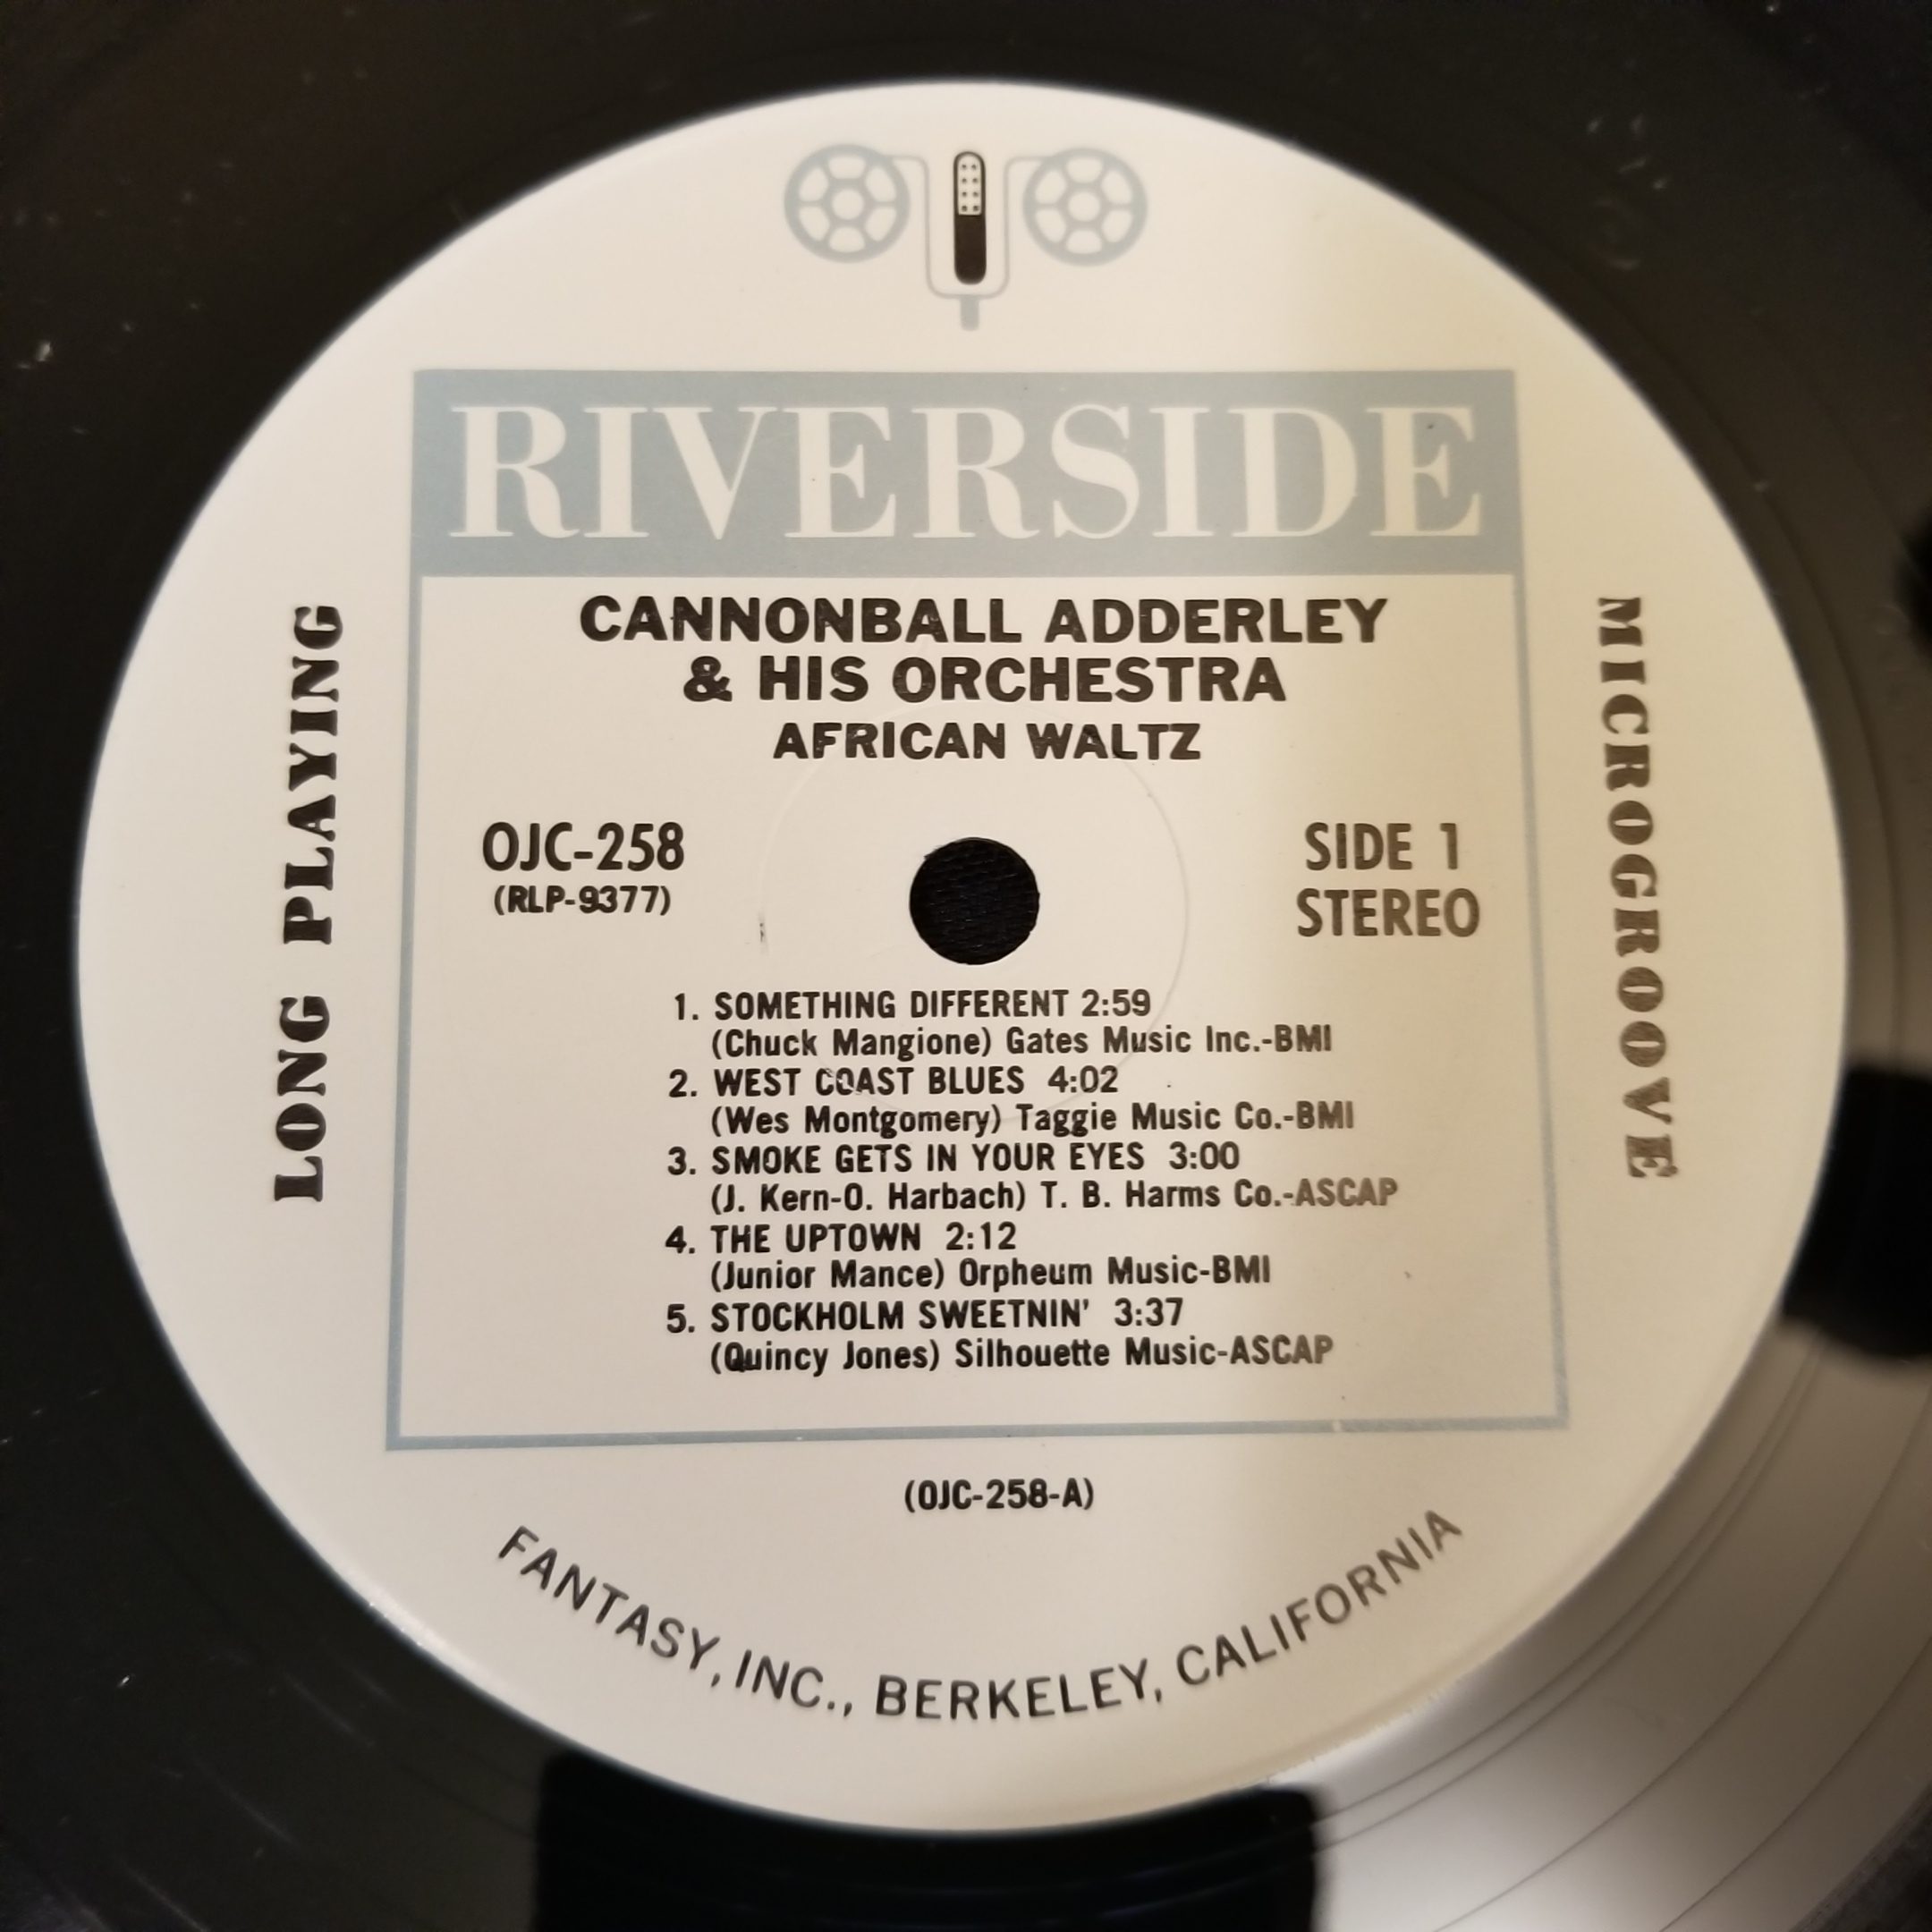 RIVERSIDE
CANNONBALL ADDERLEY
& HIS ORCHESTRA
AFRICAN WALTZ
LONG PLAYING
MICROGROOVE
OJC-258
(RLP-9377)
SIDE 1
STEREO
1. SOMETHING DIFFERENT 2:59
(Chuck Mangione) Gates Music Inc.-BMI
2. WEST COAST BLUES 4:02
(Wes Montgomery) Taggie Music Co.-BMI
3. SMOKE GETS IN YOUR EYES 3:00
(J. Kern-O. Harbach) T. B. Harms Co.-ASCAP
4. THE UPTOWN 2:12
(Junior Mance) Orpheum Music-BMI
5. STOCKHOLM SWEETNIN' 3:37
(Quincy Jones) Silhouette Music-ASCAP
(OJC-258-A)
FANTASY, INC., BERKELEY, CALIFORNIA